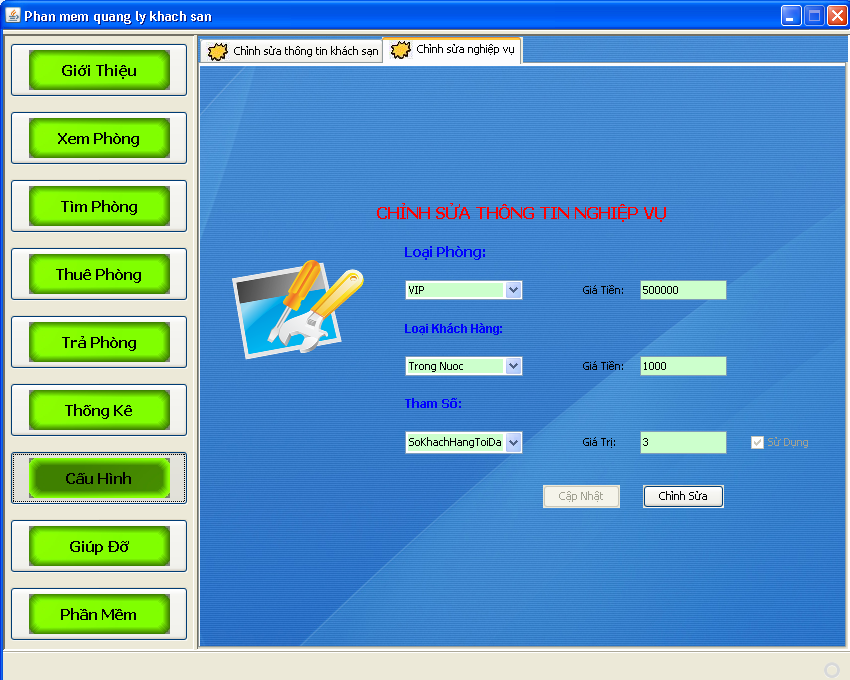 Phan mem quang ly khach san
Giới Thiệu
Xem Phòng
Tìm Phòng
Thuê Phòng
Trả Phòng
Thống Kê
Cấu Hình
Giúp Đỡ
Phần Mềm
Chỉnh sửa thông tin khách sạn
Chỉnh sửa nghiệp vụ
CHỈNH SỬA THÔNG TIN NGHIỆP VỤ
Loại Phòng:
VIP Giá Tiền: 500000
Loại Khách Hàng:
Trong Nuoc Giá Tiền: 1000
Tham Số:
SoKhachHangToiDa Giá Trị: 3 Sử Dụng
Cập Nhật Chỉnh Sửa